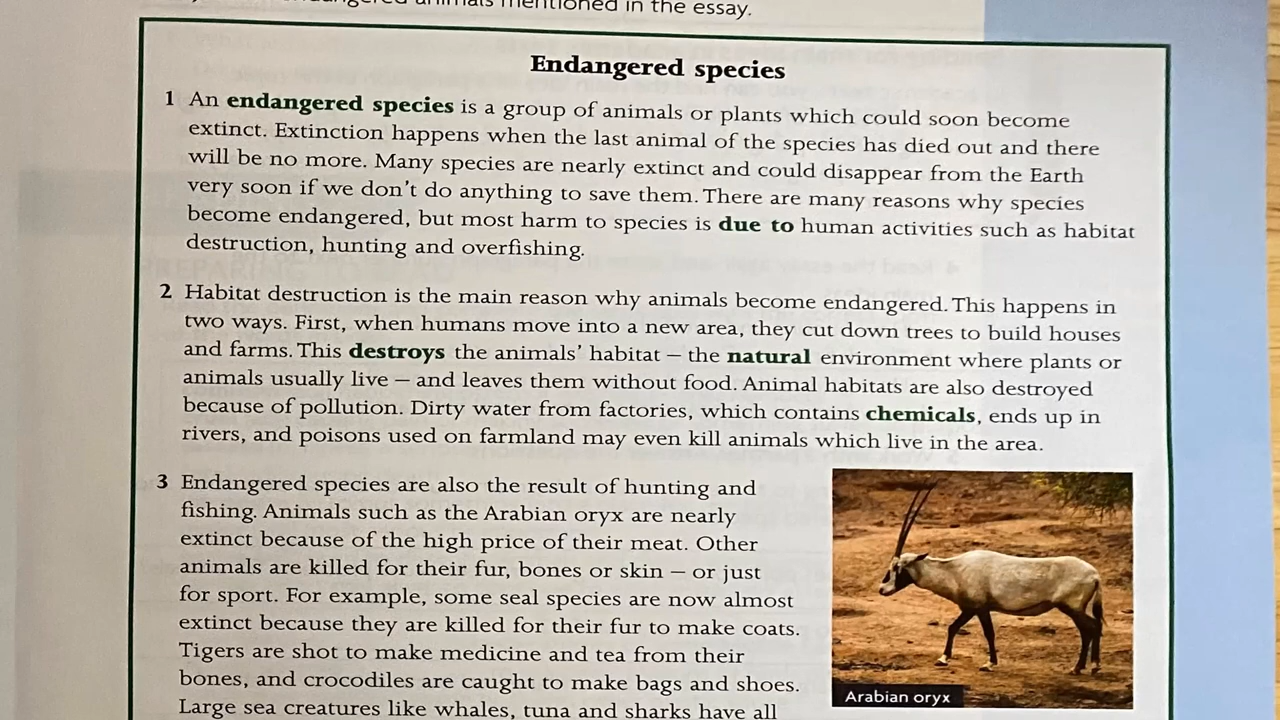 endangered animals mentioned in the essay.
Endangered species
1 An endangered species is a group of animals or plants which could soon become
extinct. Extinction happens when the last animal of the species has died out and there
will be no more. Many species are nearly extinct and could disappear from the Earth
very soon if we don't do anything to save them. There are many reasons why species
become endangered, but most harm to species is due to human activities such as habitat
destruction, hunting and overfishing.
2 Habitat destruction is the main reason why animals become endangered. This happens in
two ways. First, when humans move into a new area, they cut down trees to build houses
and farms. This destroys the animals' habitat – the natural environment where plants or
animals usually live – and leaves them without food. Animal habitats are also destroyed
because of pollution. Dirty water from factories, which contains chemicals, ends up in
rivers, and poisons used on farmland may even kill animals which live in the area.
3 Endangered species are also the result of hunting and
fishing. Animals such as the Arabian oryx are nearly
extinct because of the high price of their meat. Other
animals are killed for their fur, bones or skin – or just
for sport. For example, some seal species are now almost
extinct because they are killed for their fur to make coats.
Tigers are shot to make medicine and tea from their
bones, and crocodiles are caught to make bags and shoes.
Large sea creatures like whales, tuna and sharks have all
Arabian oryx